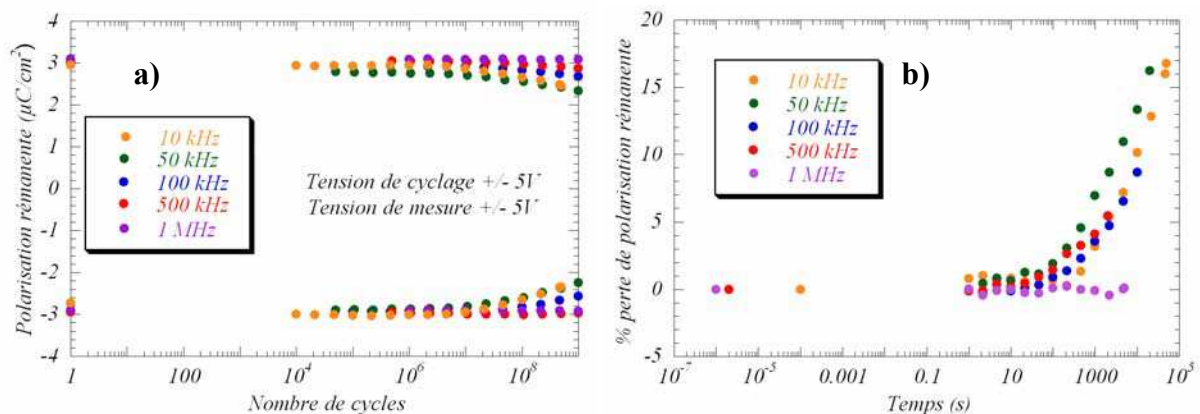 a)
Polarisation rémanente (µC/cm²)
4
3
2
1
0
-1
-2
-3
-4
10 kHz
50 kHz
100 kHz
500 kHz
1 MHz
Tension de cyclage +/- 5V
Tension de mesure +/- 5V
1
100
10⁴
10⁶
10⁸
Nombre de cycles
b)
% perte de polarisation rémanente
20
15
10
5
0
-5
10 kHz
50 kHz
100 kHz
500 kHz
1 MHz
10⁻⁷
10⁻⁵
0.001
0.1
10
1000
10⁵
Temps (s)